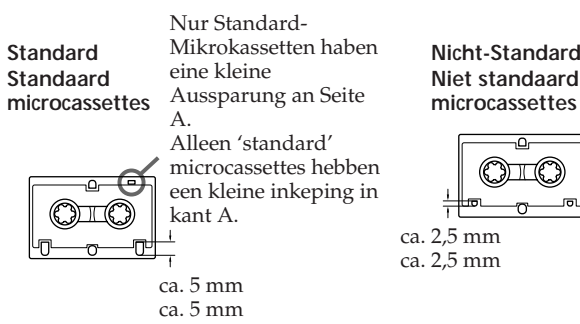 Standard
Standaard
microcassettes
Nur Standard-
Mikrokassetten haben
eine kleine
Aussparung an Seite
A.
Alleen ‘standard’
microcassettes hebben
een kleine inkeping in
kant A.
ca. 5 mm
ca. 5 mm
Nicht-Standard
Niet standaard
microcassettes
ca. 2,5 mm
ca. 2,5 mm